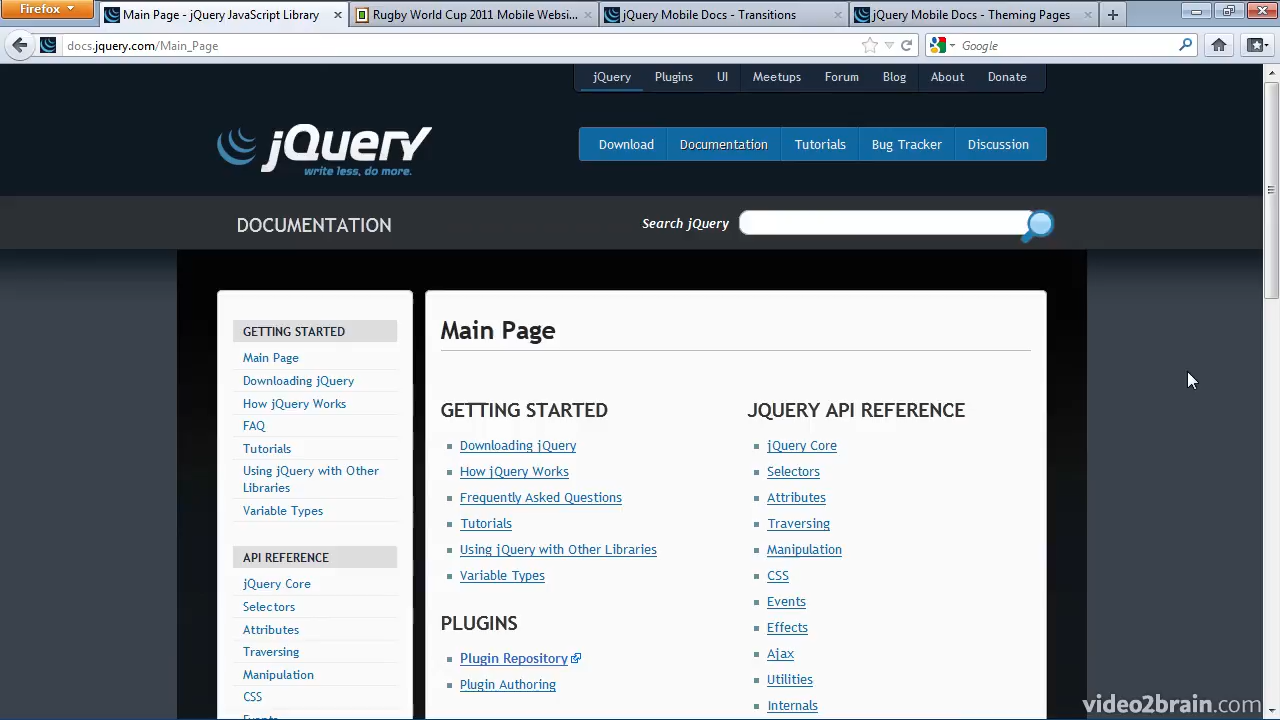 Firefox
Main Page - jQuery JavaScript Library
Rugby World Cup 2011 Mobile Websi...
jQuery Mobile Docs - Transitions
jQuery Mobile Docs - Theming Pages
docs.jquery.com/Main_Page
Google
jQuery Plugins UI Meetups Forum Blog About Donate
jQuery
write less, do more.
Download Documentation Tutorials Bug Tracker Discussion
DOCUMENTATION
Search jQuery
GETTING STARTED
Main Page
Downloading jQuery
How jQuery Works
FAQ
Tutorials
Using jQuery with Other
Libraries
Variable Types
API REFERENCE
jQuery Core
Selectors
Attributes
Traversing
Manipulation
CSS
Events
Main Page
GETTING STARTED
Downloading jQuery
How jQuery Works
Frequently Asked Questions
Tutorials
Using jQuery with Other Libraries
Variable Types
PLUGINS
Plugin Repository
Plugin Authoring
JQUERY API REFERENCE
jQuery Core
Selectors
Attributes
Traversing
Manipulation
CSS
Events
Effects
Ajax
Utilities
Internals
video2brain.com